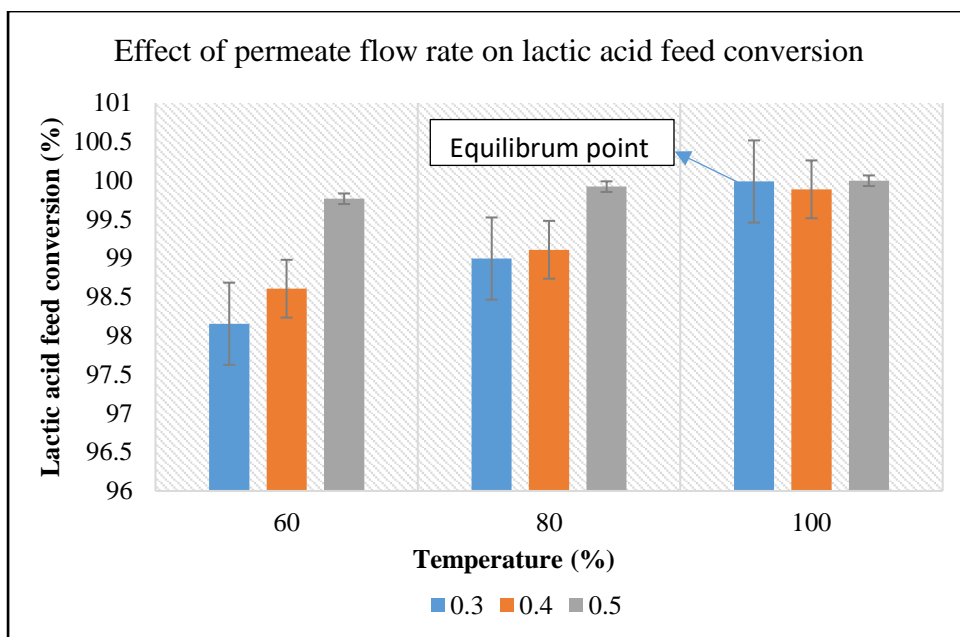 Effect of permeate flow rate on lactic acid feed conversion
Lactic acid feed conversion (%)
101
100.5
100
99.5
99
98.5
98
97.5
97
96.5
96
Equilibrum point
60 80 100
Temperature (%)
0.3 0.4 0.5